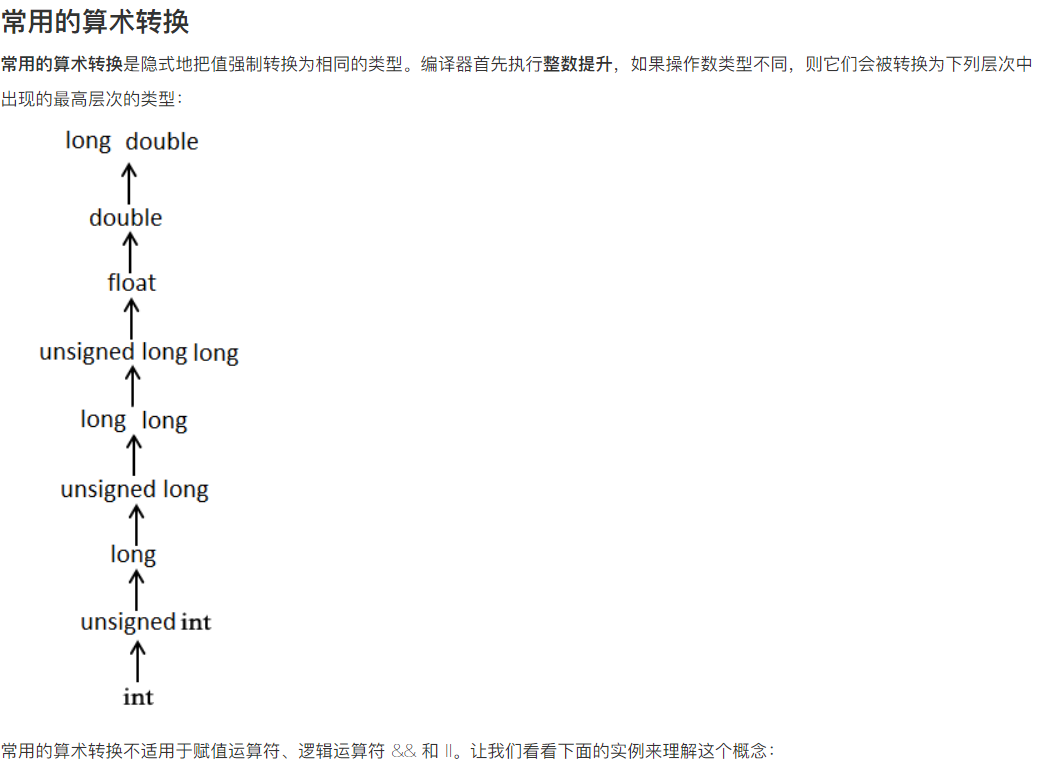 常用的算术转换
常用的算术转换是隐式地把值强制转换为相同的类型。编译器首先执行整数提升，如果操作数类型不同，则它们会被转换为下列层次中
出现的最高层次的类型：
long double
double
float
unsigned long long
long long
unsigned long
long
unsigned int
int
常用的算术转换不适用于赋值运算符、逻辑运算符 && 和 ||。让我们看看下面的实例来理解这个概念：